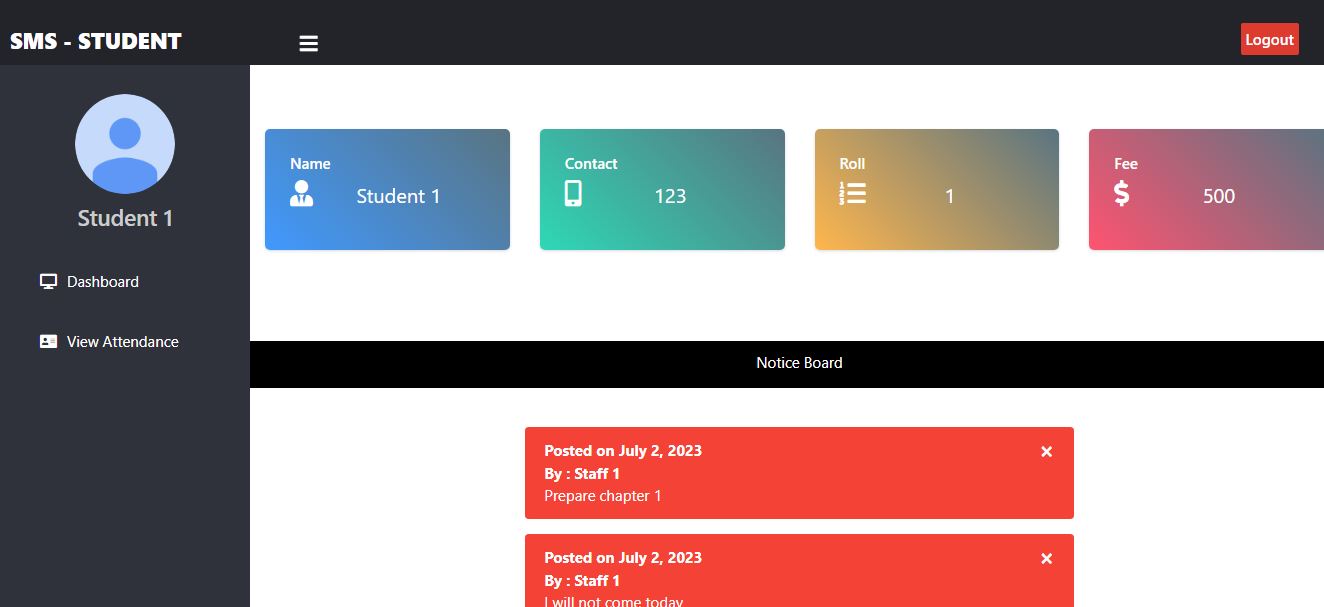 SMS - STUDENT
Logout
Student 1
Dashboard
View Attendance
Name
Student 1
Contact
123
Roll
1
Fee
500
Notice Board
Posted on July 2, 2023
By : Staff 1
Prepare chapter 1
Posted on July 2, 2023
By : Staff 1
I will not come today